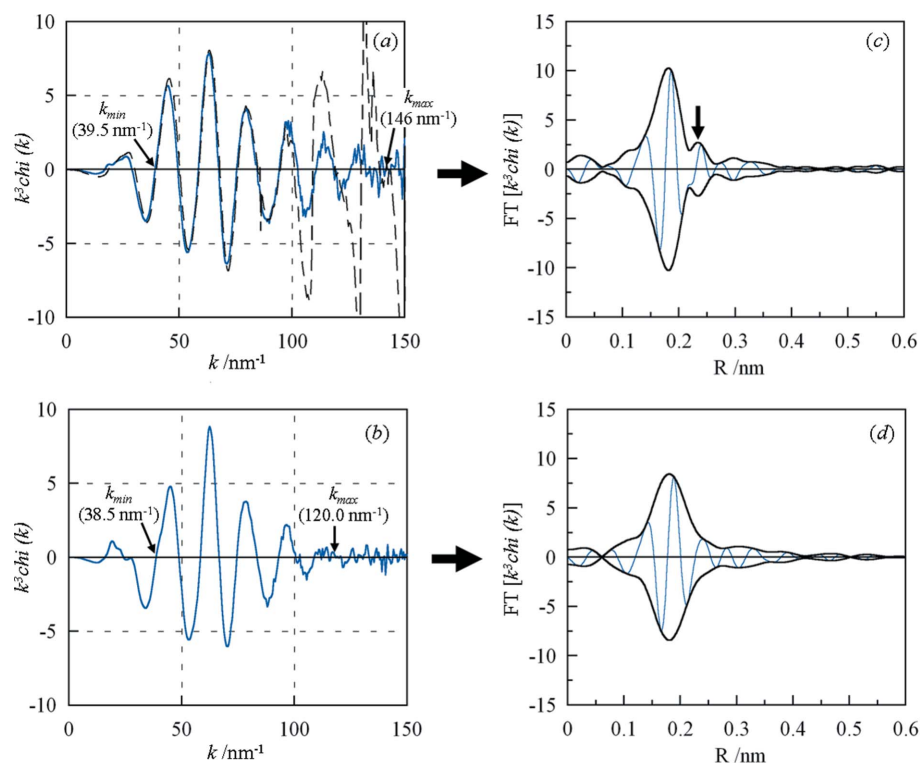 10
5
0
-5
-10
k³chi (k)
(a)
k_min
(39.5 nm⁻¹)
k_max
(146 nm⁻¹)
0
50
100
150
k /nm⁻¹
15
10
5
0
-5
-10
-15
FT [k³chi (k)]
(c)
0
0.1
0.2
0.3
0.4
0.5
0.6
R /nm
10
5
0
-5
-10
k³chi (k)
(b)
k_min
(38.5 nm⁻¹)
k_max
(120.0 nm⁻¹)
0
50
100
150
k /nm⁻¹
15
10
5
0
-5
-10
-15
FT [k³chi (k)]
(d)
0
0.1
0.2
0.3
0.4
0.5
0.6
R /nm